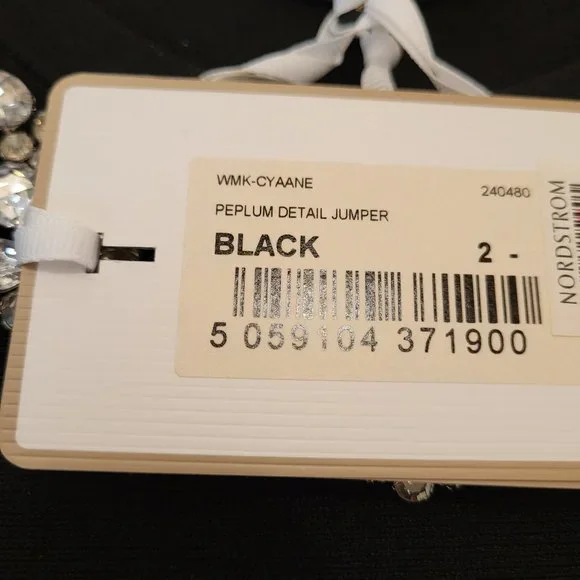 WMK-CYAANE
240480
PEPLUM DETAIL JUMPER
BLACK 2 -
5 059104 371900
NORDSTROM